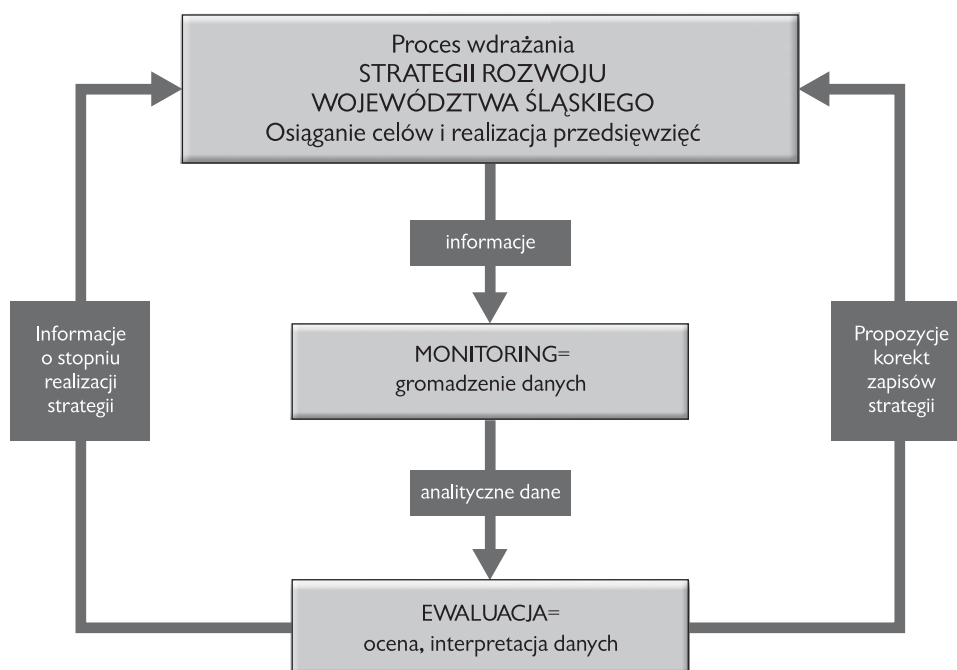 Proces wdrażania
STRATEGII ROZWOJU
WOJEWÓDZTWA ŚLĄSKIEGO
Osiąganie celów i realizacja przedsięwzięć
informacje
Informacje
o stopniu
realizacji
strategii
MONITORING=
gromadzenie danych
Propozycje
korekt
zapisów
strategii
analityczne dane
EWALUACJA=
ocena, interpretacja danych